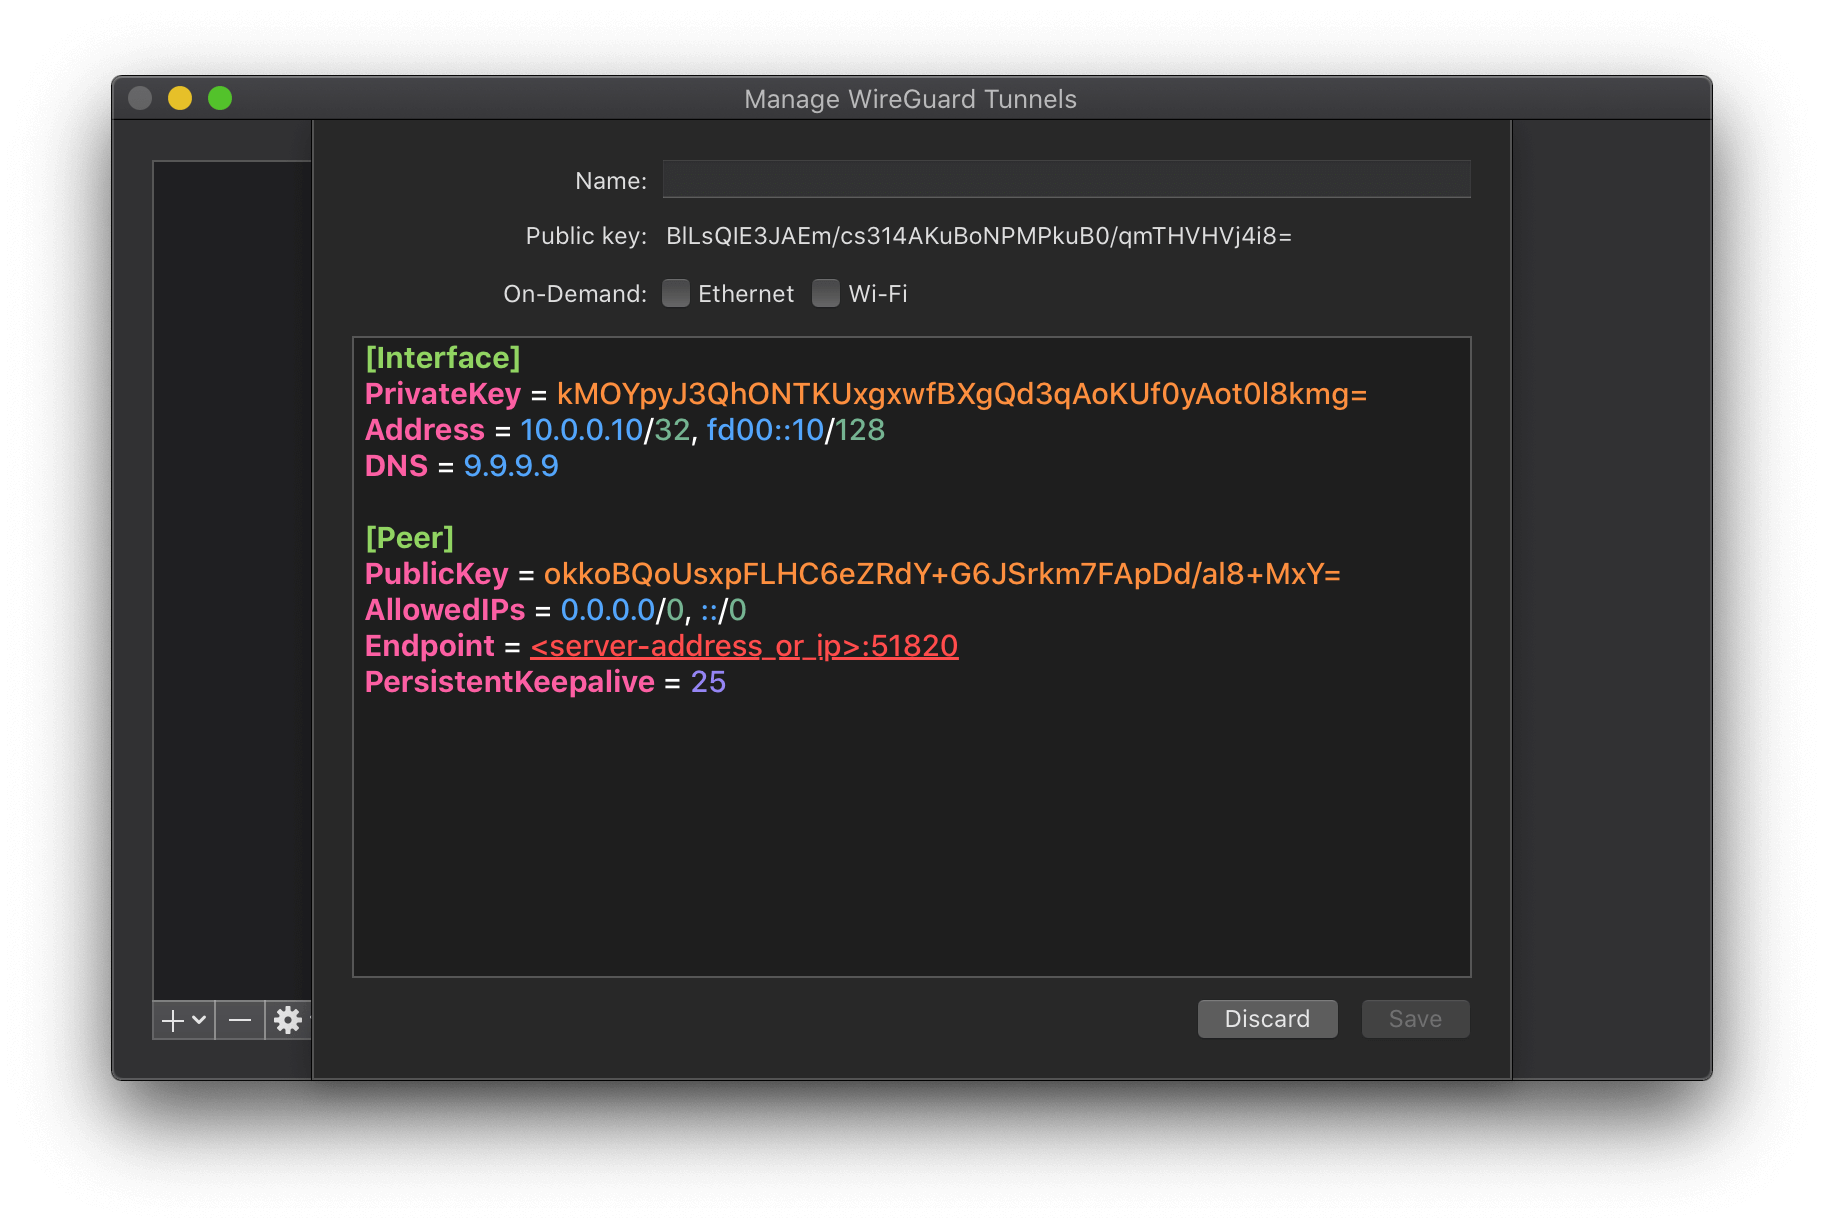 Manage WireGuard Tunnels
Name:
Public key: BlLsQIE3JAEm/cs314AKuBoNPMPkuB0/qmTHVHVj4i8=
On-Demand: Ethernet Wi-Fi
[Interface]
PrivateKey = kMOYpyJ3QhONTKUxgxwfBXgQd3qAoKUf0yAot0l8kmg=
Address = 10.0.0.10/32, fd00::10/128
DNS = 9.9.9.9
[Peer]
PublicKey = okkoBQoUsxpFLHC6eZRdY+G6JSrkm7FApDd/al8+MxY=
AllowedIPs = 0.0.0.0/0, ::/0
Endpoint = <server-address_or_ip>:51820
PersistentKeepalive = 25
Discard Save